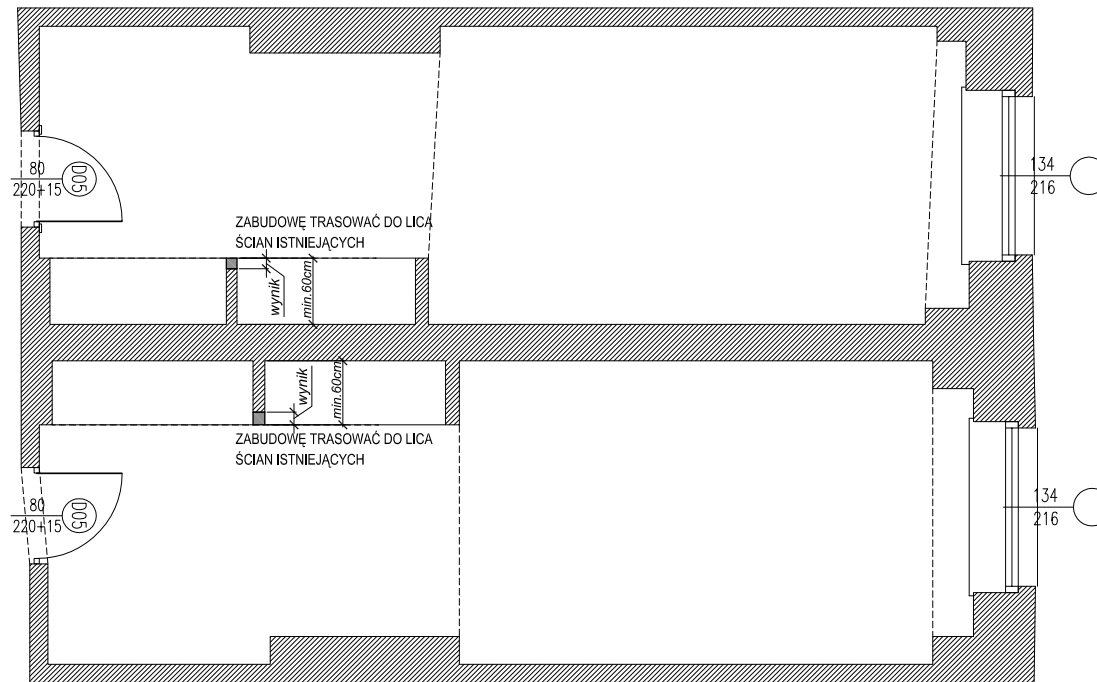 80
220+15
D05
134
216
ZABUDOWĘ TRASOWAĆ DO LICA
ŚCIAN ISTNIEJĄCYCH
wynik
min.60cm
wynik
min.60cm
ZABUDOWĘ TRASOWAĆ DO LICA
ŚCIAN ISTNIEJĄCYCH
80
220+15
D05
134
216